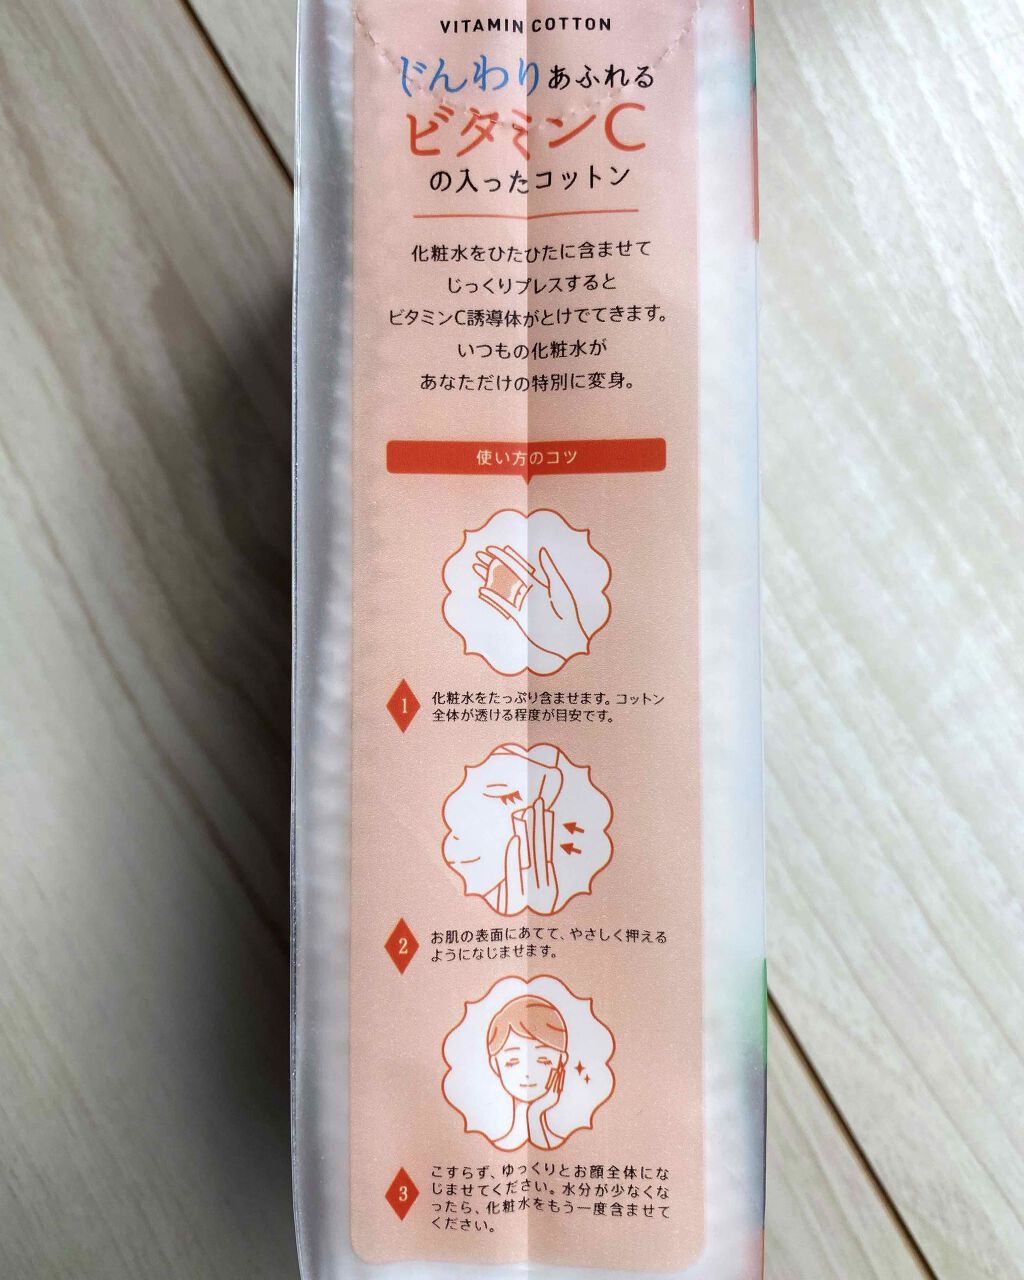 VITAMIN COTTON
じんわりあふれる
ビタミンC
の入ったコットン
化粧水をひたひたに含ませて
じっくりプレスすると
ビタミンC誘導体がとけでてきます。
いつもの化粧水が
あなただけの特別に変身。
使い方のコツ
1
化粧水をたっぷり含ませます。コットン
全体が透ける程度が目安です。
2
お肌の表面にあてて、やさしく押える
ようになじませます。
3
こすらず、ゆっくりとお顔全体にな
じませてください。水分が少なくな
ったら、化粧水をもう一度含ませて
ください。